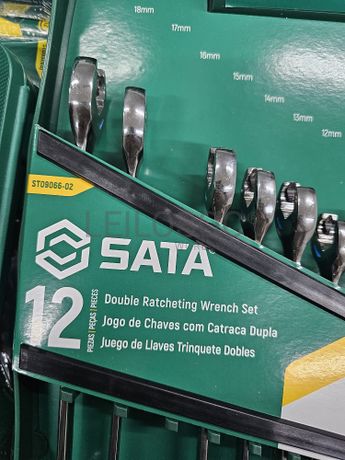 18mm
17mm
16mm
15mm
14mm
13mm
12mm
ST09066-02
SATA
12
PIEZAS|PEÇAS|PIECES
Double Ratcheting Wrench Set
Jogo de Chaves com Catraca Dupla
Juego de Llaves Trinquete Dobles